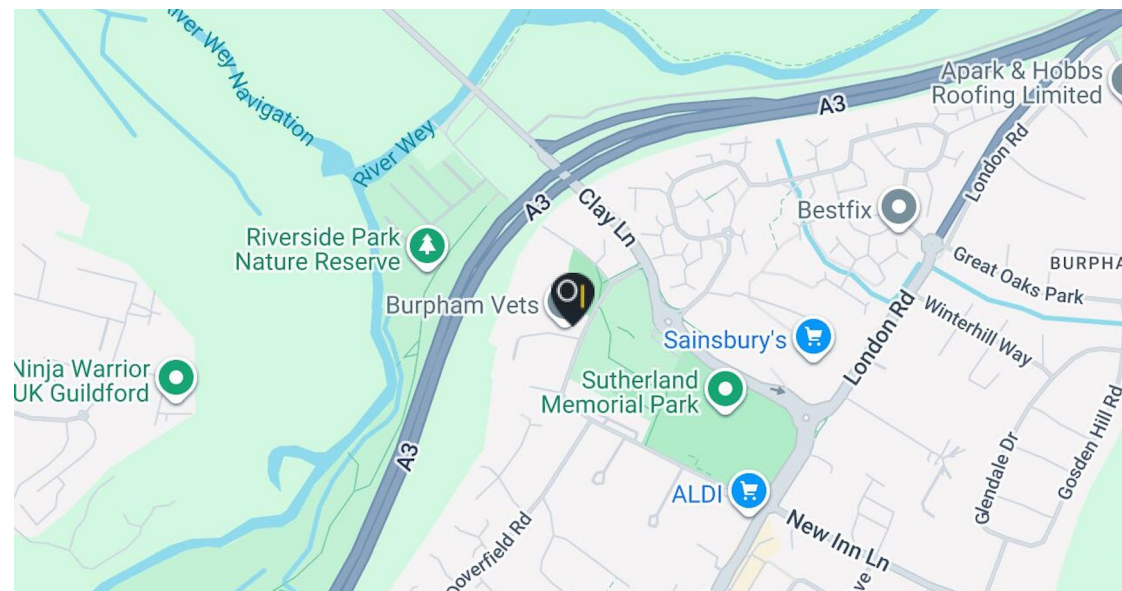 River Wey Navigation
River Wey
A3
Apark & Hobbs
Roofing Limited
London Rd
A3
Clay Ln
Bestfix
Riverside Park
Nature Reserve
Great Oaks Park
BURPHA
Burpham Vets
Winterhill Way
London Rd
Sainsbury's
Ninja Warrior
UK Guildford
Sutherland
Memorial Park
Gosden Hill Rd
Glendale Dr
A3
ALDI
New Inn Ln
Doverfield Rd
ve